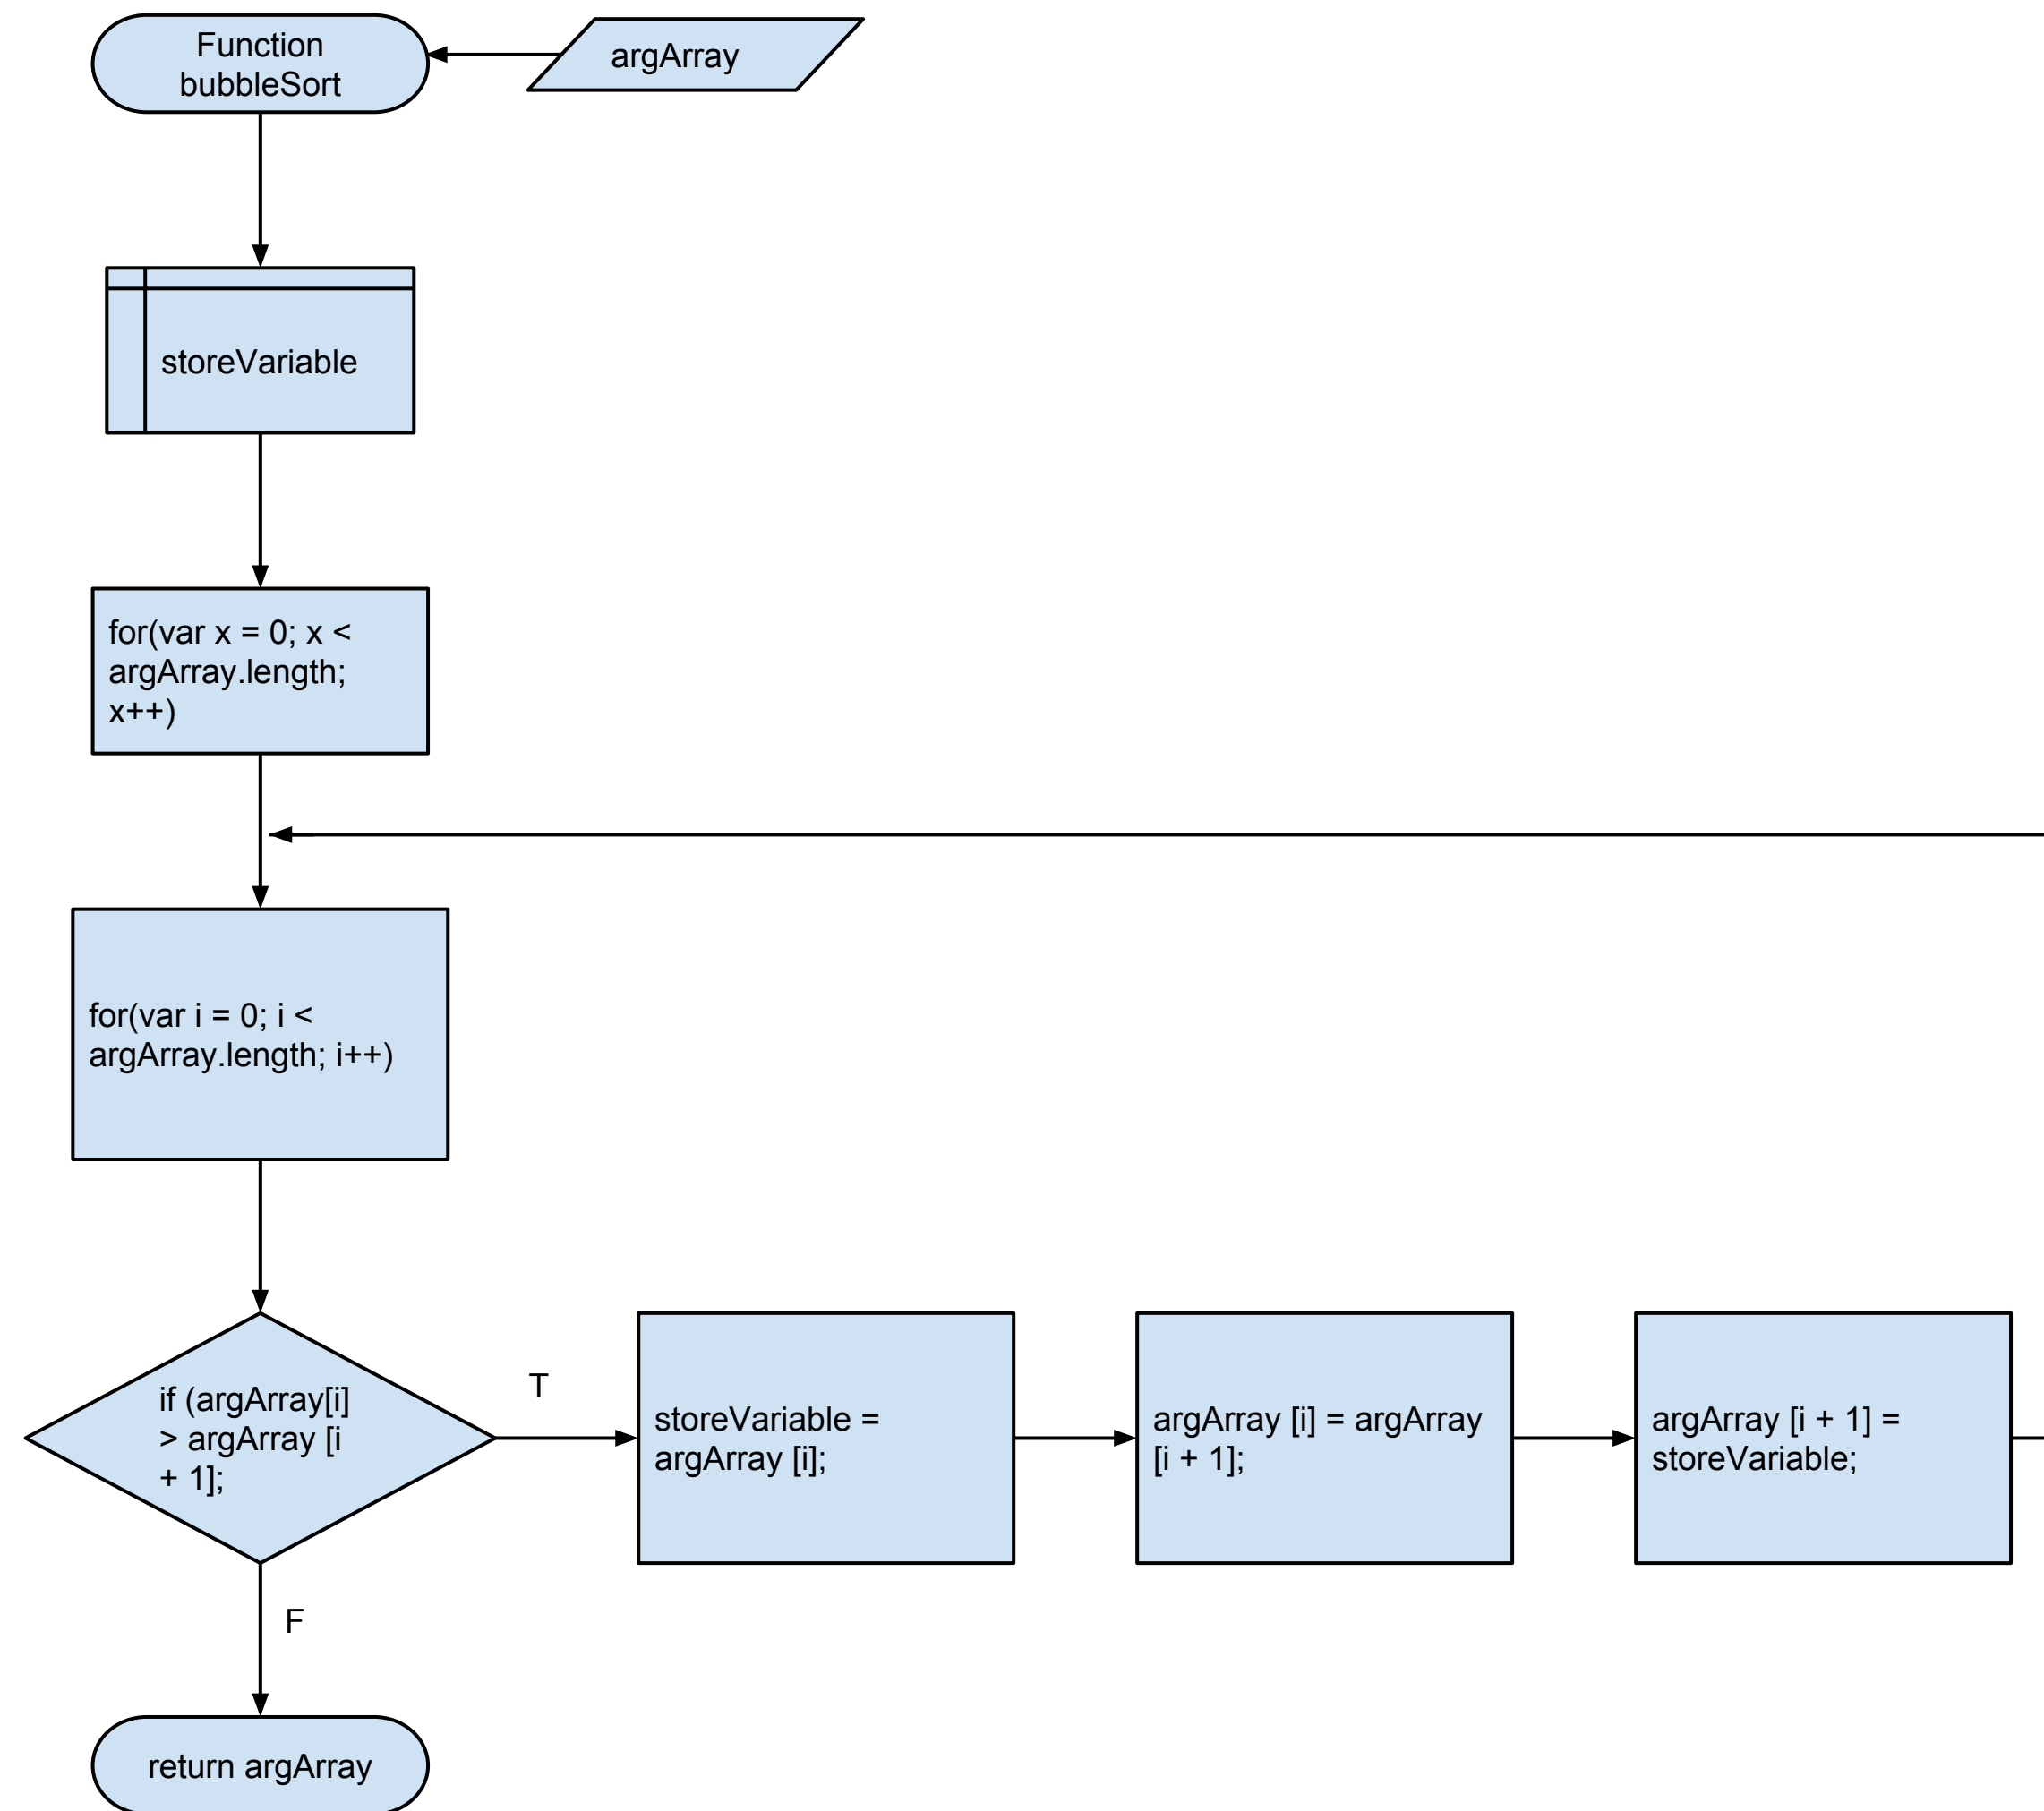 Function
bubbleSort
argArray
storeVariable
for(var x = 0; x <
argArray.length;
x++)
for(var i = 0; i <
argArray.length; i++)
if (argArray[i]
> argArray [i
+ 1];
T
storeVariable =
argArray [i];
argArray [i] = argArray
[i + 1];
argArray [i + 1] =
storeVariable;
F
return argArray